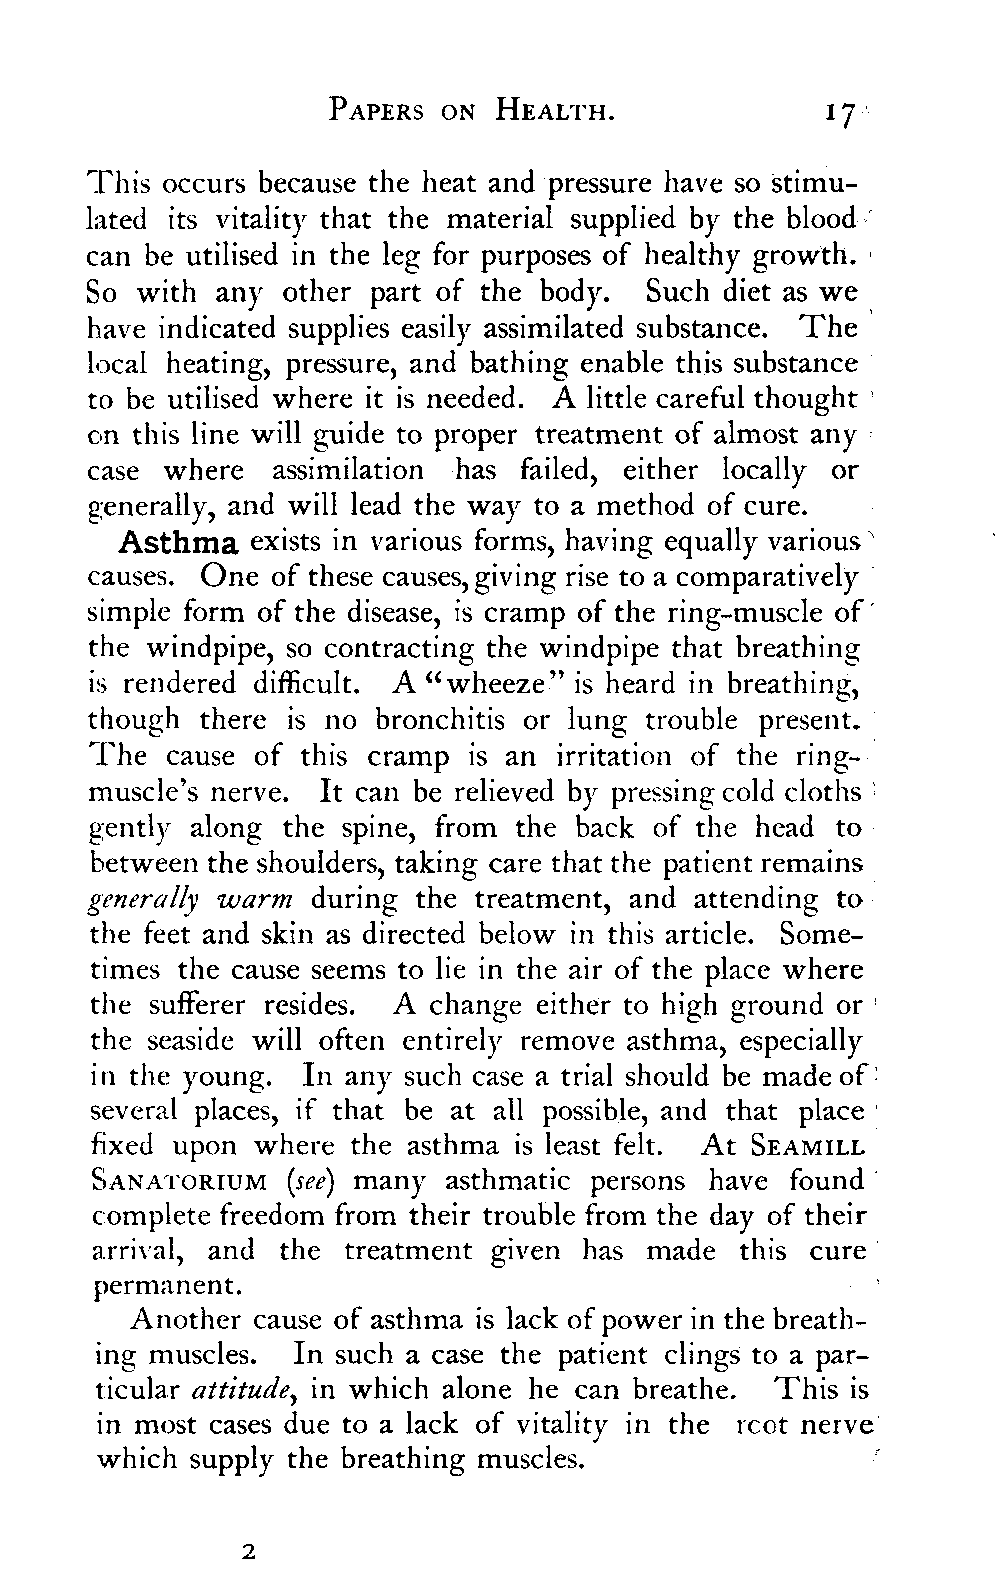 PAPERS ON HEALTH. 17
This occurs because the heat and pressure have so stimu-
lated its vitality that the material supplied by the blood
can be utilised in the leg for purposes of healthy growth.
So with any other part of the body. Such diet as we
have indicated supplies easily assimilated substance. The
local heating, pressure, and bathing enable this substance
to be utilised where it is needed. A little careful thought
on this line will guide to proper treatment of almost any
case where assimilation has failed, either locally or
generally, and will lead the way to a method of cure.
Asthma exists in various forms, having equally various
causes. One of these causes, giving rise to a comparatively
simple form of the disease, is cramp of the ring-muscle of
the windpipe, so contracting the windpipe that breathing
is rendered difficult. A "wheeze" is heard in breathing,
though there is no bronchitis or lung trouble present.
The cause of this cramp is an irritation of the ring-
muscle's nerve. It can be relieved by pressing cold cloths
gently along the spine, from the back of the head to
between the shoulders, taking care that the patient remains
generally warm during the treatment, and attending to
the feet and skin as directed below in this article. Some-
times the cause seems to lie in the air of the place where
the sufferer resides. A change either to high ground or
the seaside will often entirely remove asthma, especially
in the young. In any such case a trial should be made of
several places, if that be at all possible, and that place
fixed upon where the asthma is least felt. At SEAMILL
SANATORIUM (see) many asthmatic persons have found
complete freedom from their trouble from the day of their
arrival, and the treatment given has made this cure
permanent.
Another cause of asthma is lack of power in the breath-
ing muscles. In such a case the patient clings to a par-
ticular attitude, in which alone he can breathe. This is
in most cases due to a lack of vitality in the root nerve
which supply the breathing muscles.
2